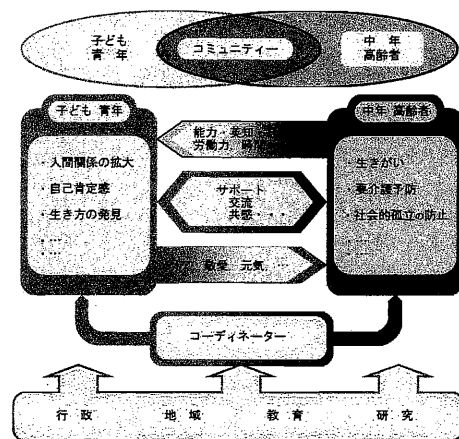 子ども
青年
コミュニティー
中年
高齢者
子ども 青年
中年 高齢者
・人間関係の拡大
・自己肯定感
・生き方の発見
・…
・…
能力・英知
労働力、時間
サポート
交流
共感・・・
敬愛 元気…
・生きがい
・要介護予防
・社会的孤立の防止
・…
・…
コーディネーター
行政 地域 教育 研究